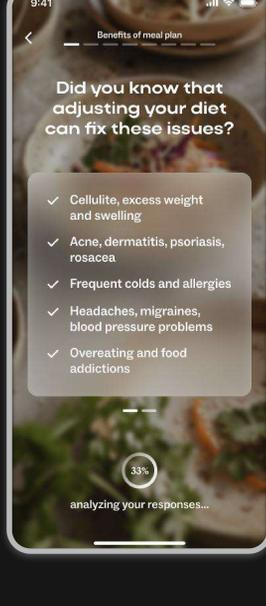 9:41
Benefits of meal plan
Did you know that
adjusting your diet
can fix these issues?
Cellulite, excess weight
and swelling
Acne, dermatitis, psoriasis,
rosacea
Frequent colds and allergies
Headaches, migraines,
blood pressure problems
Overeating and food
addictions
33%
analyzing your responses...